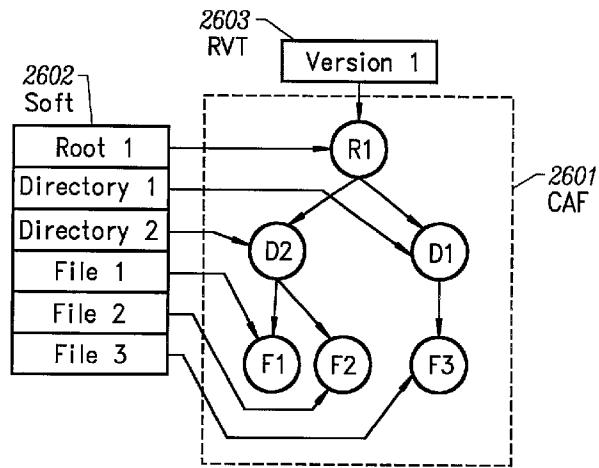 2603
RVT
Version 1
2602
Soft
Root 1
R1
Directory 1
2601
CAF
Directory 2
D2
D1
File 1
File 2
F1
F2
F3
File 3